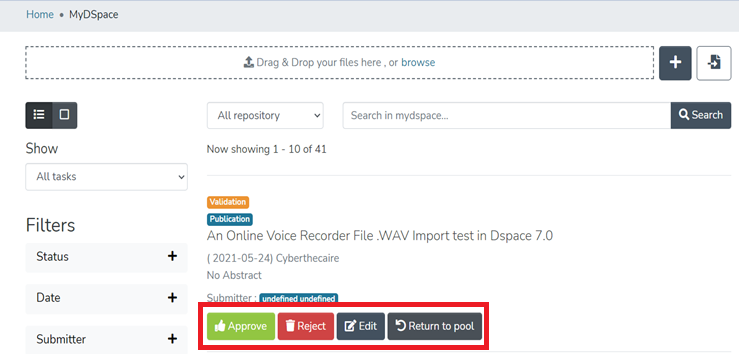 Home • MyDSpace
Drag & Drop your files here , or browse
All repository
Search in mydspace...
Search
Now showing 1 - 10 of 41
Show
All tasks
Filters
Status
Date
Submitter
Validation
Publication
An Online Voice Recorder File .WAV Import test in Dspace 7.0
( 2021-05-24) Cyberthecaire
No Abstract
Submitter : undefined undefined
Approve Reject Edit Return to pool